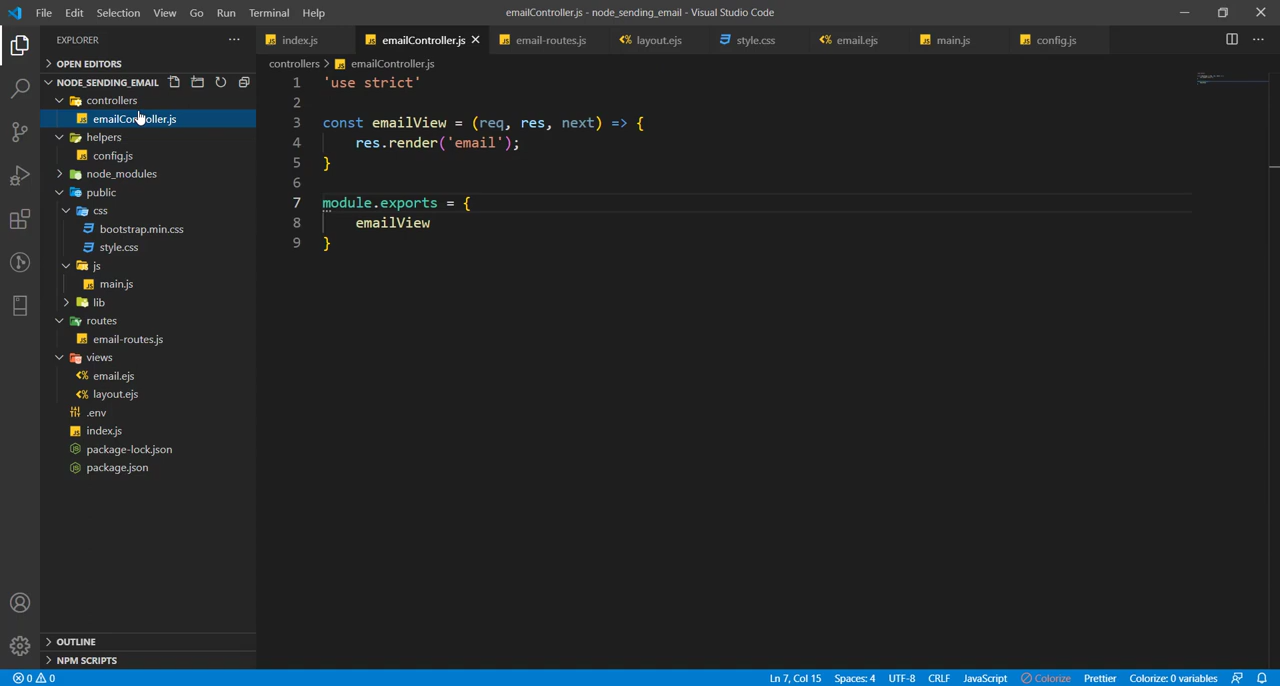 File Edit Selection View Go Run Terminal Help emailController.js - node_sending_email - Visual Studio Code
EXPLORER
index.js emailController.js email-routes.js layout.ejs style.css email.ejs main.js config.js
OPEN EDITORS
controllers emailController.js
NODE_SENDING_EMAIL
controllers
emailController.js
helpers
config.js
node_modules
public
css
bootstrap.min.css
style.css
js
main.js
lib
routes
email-routes.js
views
email.ejs
layout.ejs
.env
index.js
package-lock.json
package.json
OUTLINE
NPM SCRIPTS
1 'use strict'
2
3 const emailView = (req, res, next) => {
4 res.render('email');
5 }
6
7 module.exports = {
8 emailView
9 }
0 0 Ln 7, Col 15 Spaces: 4 UTF-8 CRLF JavaScript Colorize Prettier Colorize: 0 variables